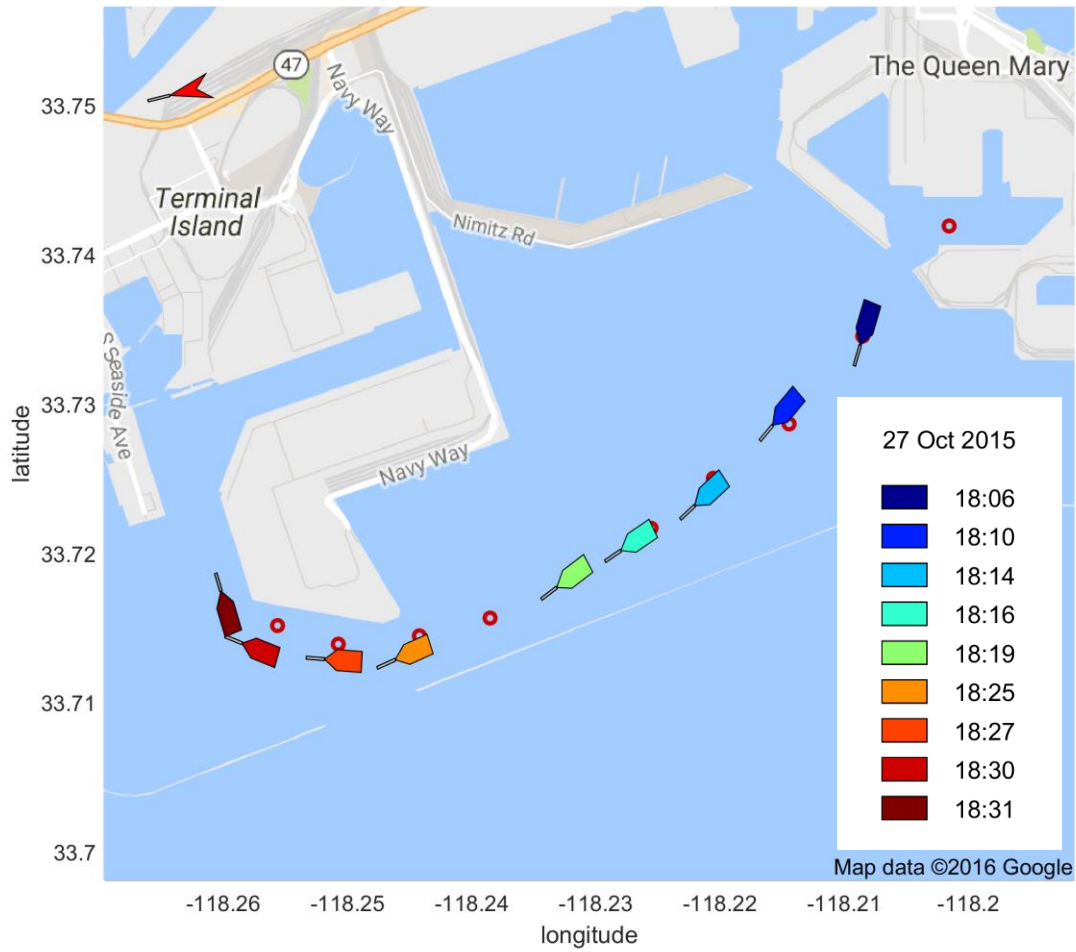 The Queen Mary
47
Navy Way
Terminal
Island
Nimitz Rd
S Seaside Ave
Navy Way
33.75
33.74
33.73
33.72
33.71
33.7
latitude
27 Oct 2015
18:06
18:10
18:14
18:16
18:19
18:25
18:27
18:30
18:31
Map data ©2016 Google
-118.26
-118.25
-118.24
-118.23
-118.22
-118.21
-118.2
longitude